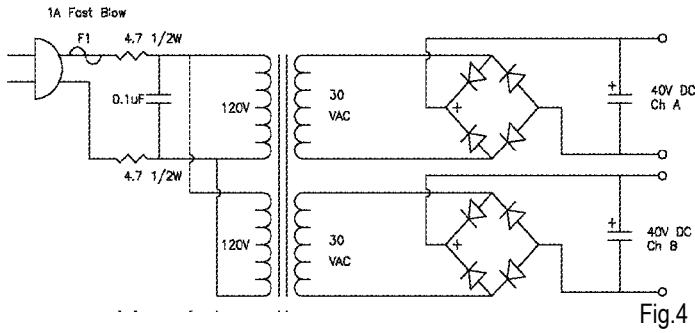 1A Fast Blow
F1
4.7 1/2W
0.1uF
120V
30
VAC
+
+
40V DC
Ch A
4.7 1/2W
120V
30
VAC
+
+
40V DC
Ch B
Fig.4